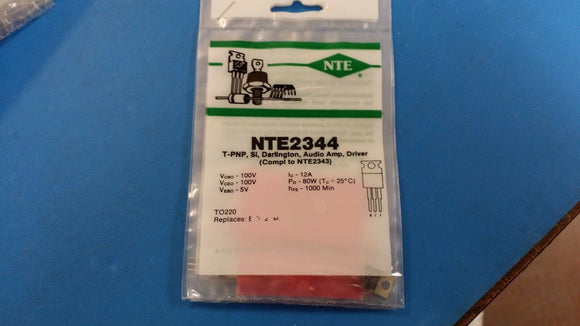 NTE
NTE2344
T-PNP, Si, Darlington, Audio Amp, Driver
(Compl to NTE2343)
VCBO - 100V IC - 12A
VCEO - 100V PD - 80W (TC - 25°C)
VEBO - 5V hFE - 1000 Min
B C E
TO220
Replaces: